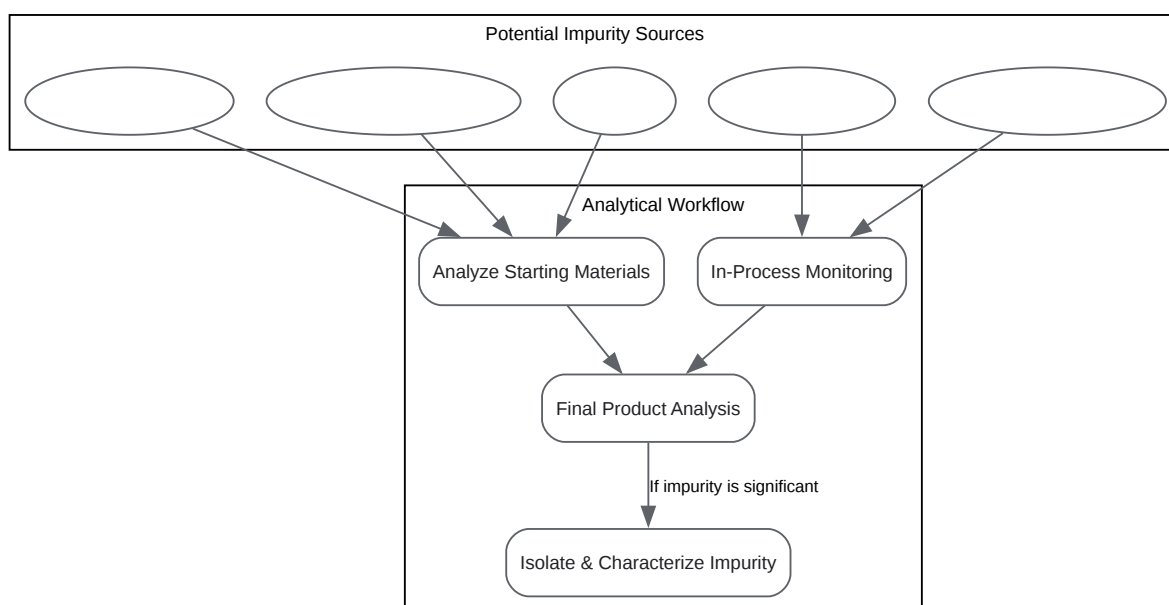 Potential Impurity Sources
Analytical Workflow
Analyze Starting Materials
In-Process Monitoring
Final Product Analysis
If impurity is significant
Isolate & Characterize Impurity